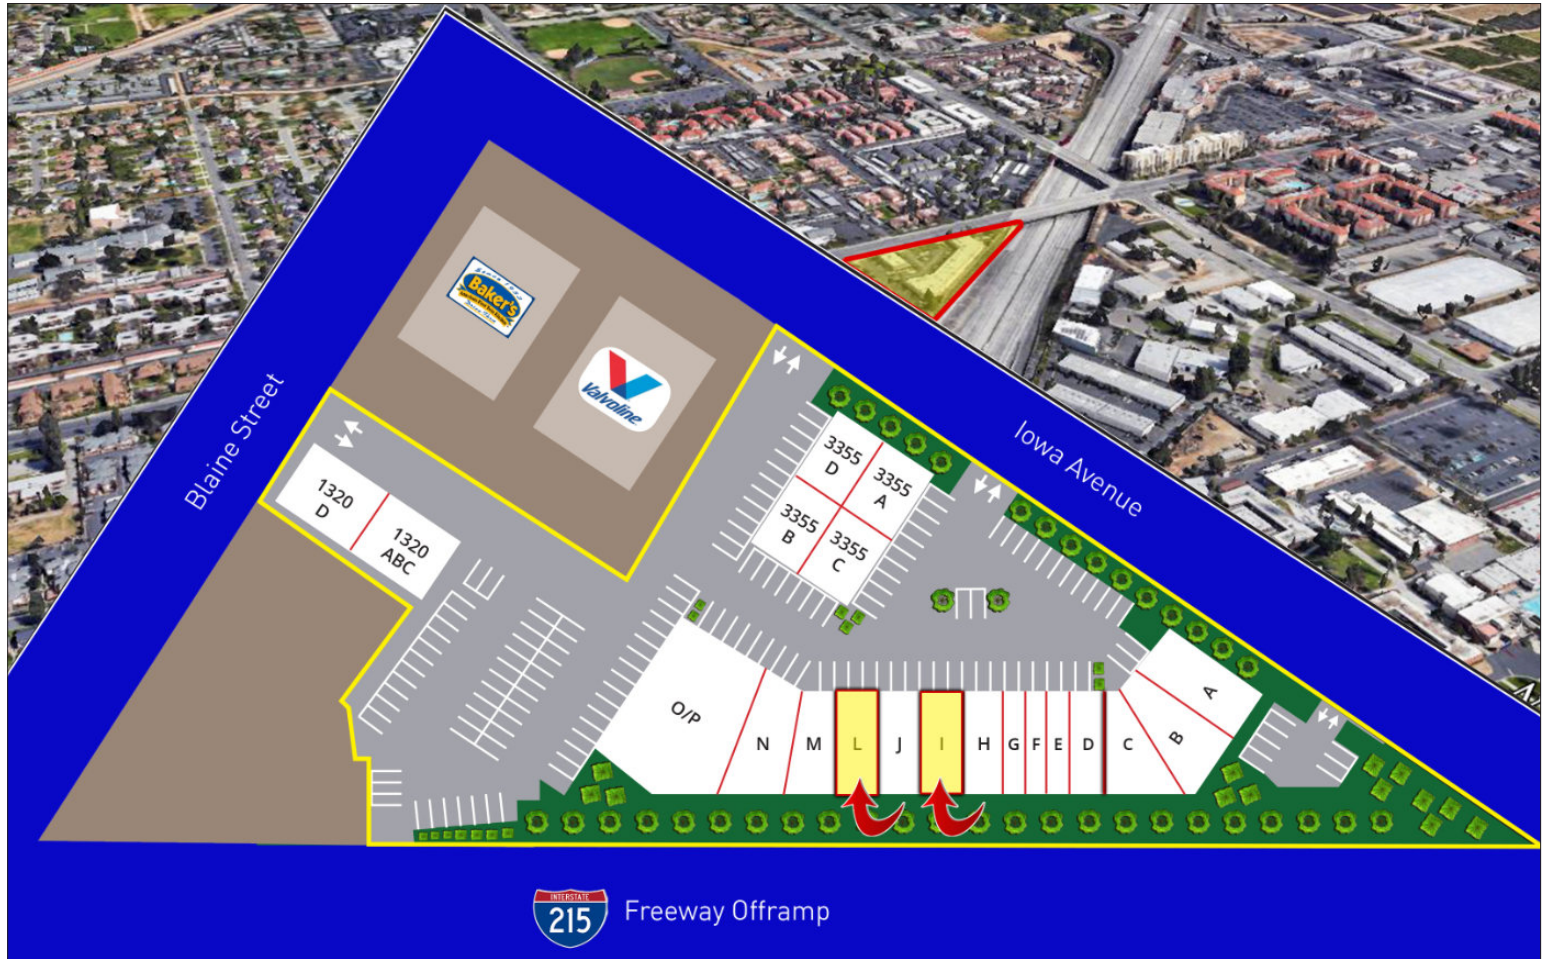 Baker's
Valvoline
Blaine Street
Iowa Avenue
1320
D
1320
ABC
3355
D
3355
A
3355
B
3355
C
O/P
N
M
L
J
I
H
G
F
E
D
C
B
A
INTERSTATE
215
Freeway Offramp